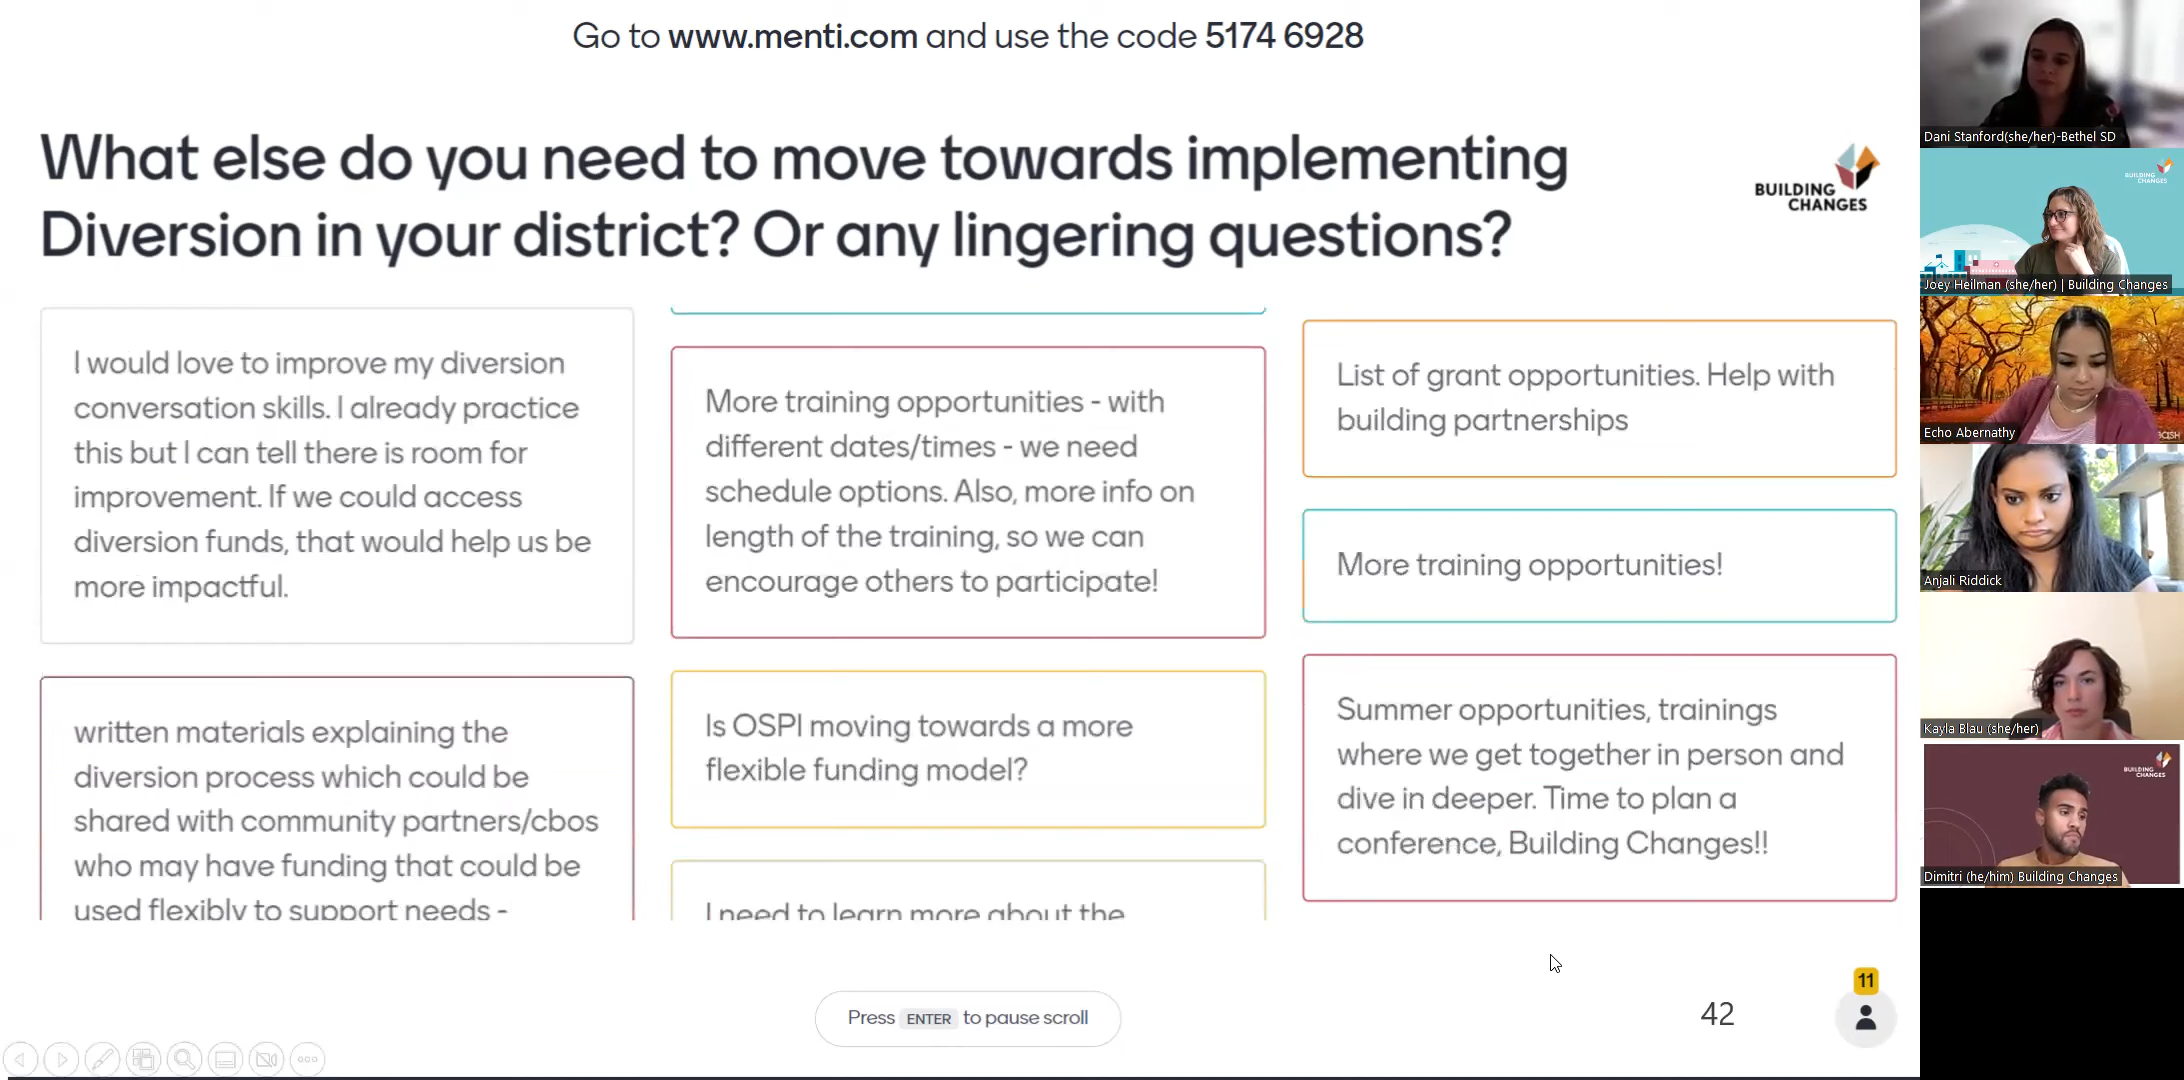 Go to www.menti.com and use the code 5174 6928
What else do you need to move towards implementing
Diversion in your district? Or any lingering questions?
BUILDING
CHANGES
I would love to improve my diversion
conversation skills. I already practice
this but I can tell there is room for
improvement. If we could access
diversion funds, that would help us be
more impactful.
written materials explaining the
diversion process which could be
shared with community partners/cbos
who may have funding that could be
used flexibly to support needs -
More training opportunities - with
different dates/times - we need
schedule options. Also, more info on
length of the training, so we can
encourage others to participate!
Is OSPI moving towards a more
flexible funding model?
I need to learn more about the
List of grant opportunities. Help with
building partnerships
More training opportunities!
Summer opportunities, trainings
where we get together in person and
dive in deeper. Time to plan a
conference, Building Changes!!
Press ENTER to pause scroll
42
11
Dani Stanford(she/her)-Bethel SD
BUILDING
CHANGES
Joey Heilman (she/her) | Building Changes
Echo Abernathy
Anjali Riddick
Kayla Blau (she/her)
BUILDING
CHANGES
Dimitri (he/him) Building Changes